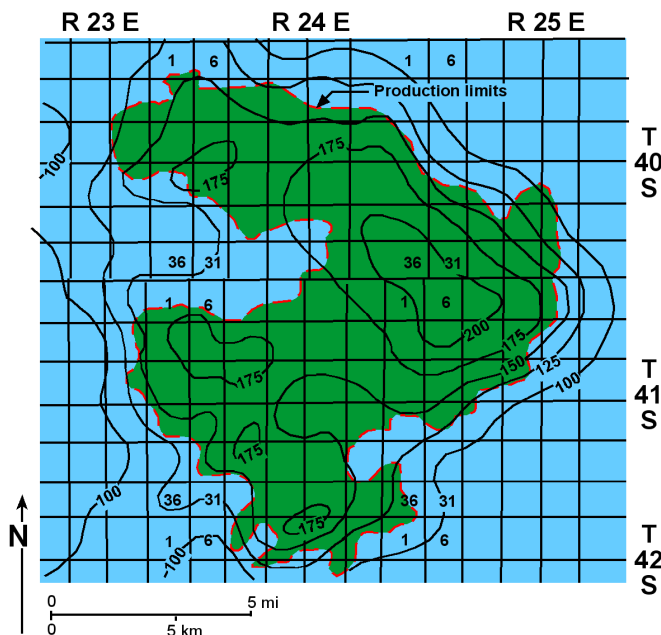 R 23 E R 24 E R 25 E
1 6 1 6
Production limits
T
40
S
100
175
175
36 31 36 31
1 6 1 6
200
175
150
125
100
175
T
41
S
175
100
36 31 36 31
175
1 6 1 6
100
T
42
S
N
0 5 mi
0 5 km